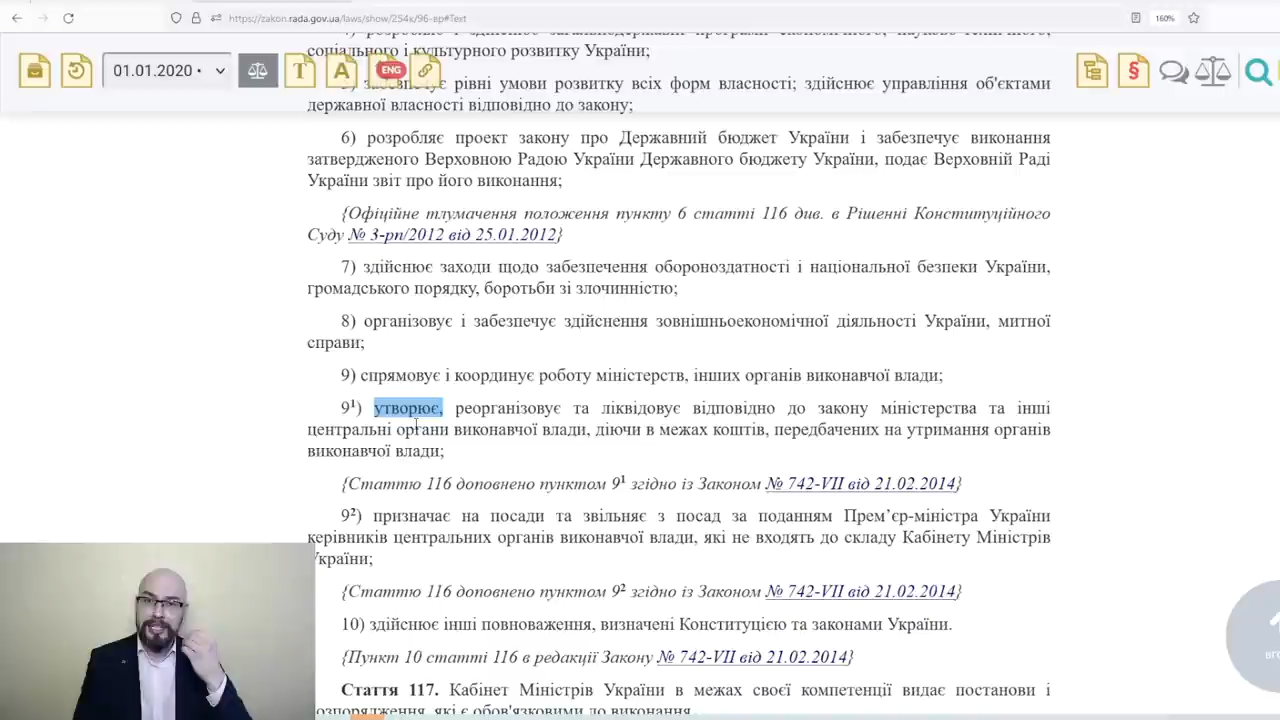 https://zakon.rada.gov.ua/laws/show/254к/96-вр#Text
160%
соціального і культурного розвитку України;
01.01.2020 •
T
A
ENG
§
забезпечує рівні умови розвитку всіх форм власності; здійснює управління об'єктами
державної власності відповідно до закону;
6) розробляє проект закону про Державний бюджет України і забезпечує виконання
затвердженого Верховною Радою України Державного бюджету України, подає Верховній Раді
України звіт про його виконання;
{Офіційне тлумачення положення пункту 6 статті 116 див. в Рішенні Конституційного
Суду № 3-рп/2012 від 25.01.2012}
7) здійснює заходи щодо забезпечення обороноздатності і національної безпеки України,
громадського порядку, боротьби зі злочинністю;
8) організовує і забезпечує здійснення зовнішньоекономічної діяльності України, митної
справи;
9) спрямовує і координує роботу міністерств, інших органів виконавчої влади;
9¹) утворює, реорганізовує та ліквідовує відповідно до закону міністерства та інші
центральні органи виконавчої влади, діючи в межах коштів, передбачених на утримання органів
виконавчої влади;
{Статтю 116 доповнено пунктом 9¹ згідно із Законом № 742-VII від 21.02.2014}
9²) призначає на посади та звільняє з посад за поданням Прем’єр-міністра України
керівників центральних органів виконавчої влади, які не входять до складу Кабінету Міністрів
України;
{Статтю 116 доповнено пунктом 9² згідно із Законом № 742-VII від 21.02.2014}
10) здійснює інші повноваження, визначені Конституцією та законами України.
{Пункт 10 статті 116 в редакції Закону № 742-VII від 21.02.2014}
Стаття 117. Кабінет Міністрів України в межах своєї компетенції видає постанови і
розпорядження, які є обов'язковими до виконання.